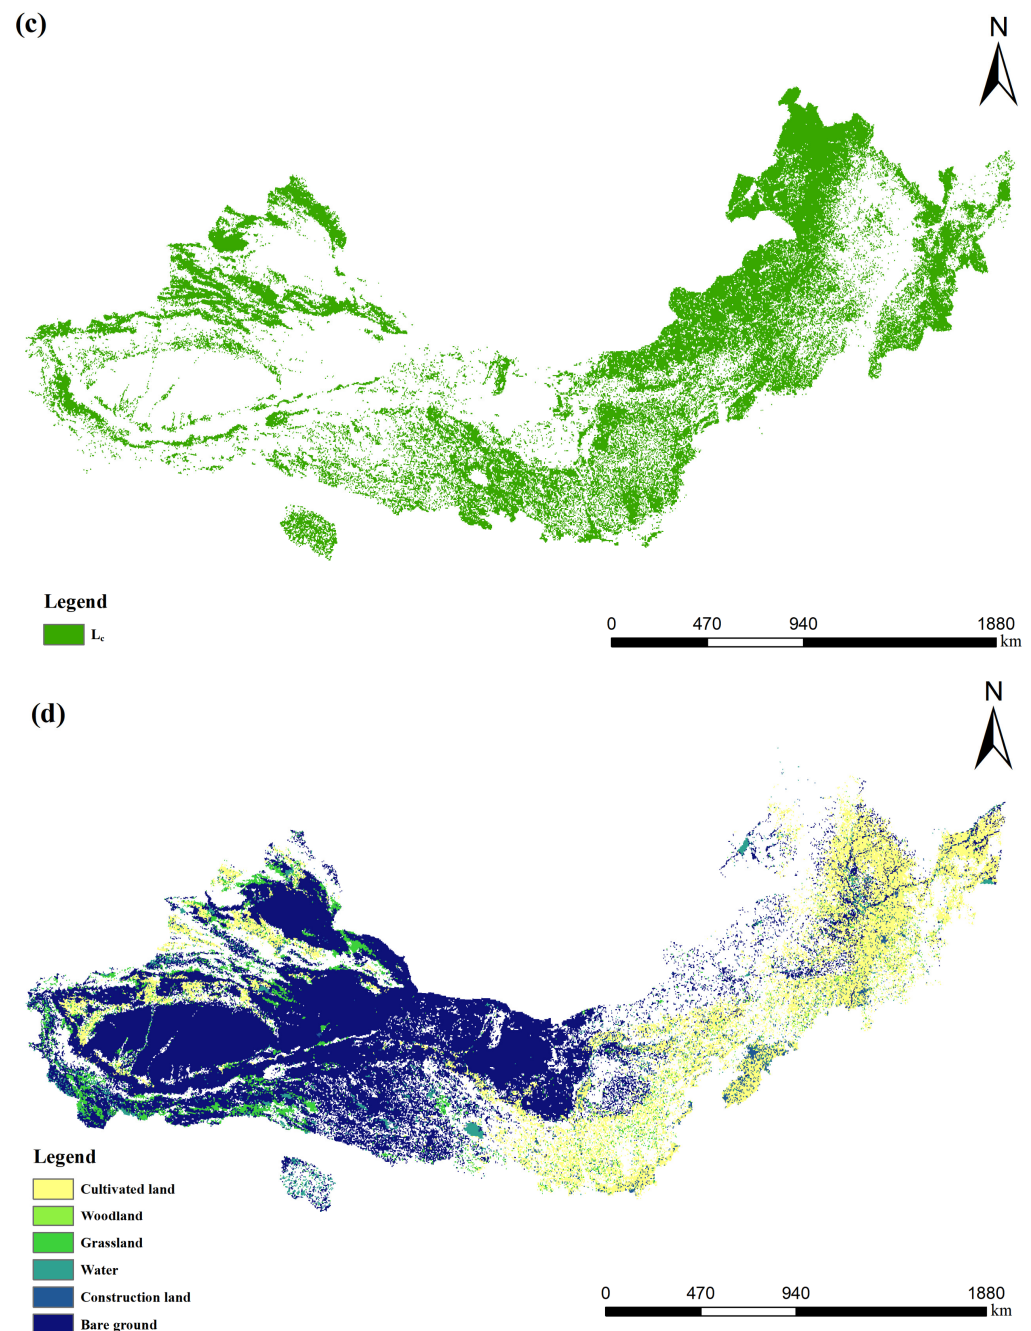 (c)
N
Legend
Lc
0 470 940 1880
km
(d)
N
Legend
Cultivated land
Woodland
Grassland
Water
Construction land
Bare ground
0 470 940 1880
km